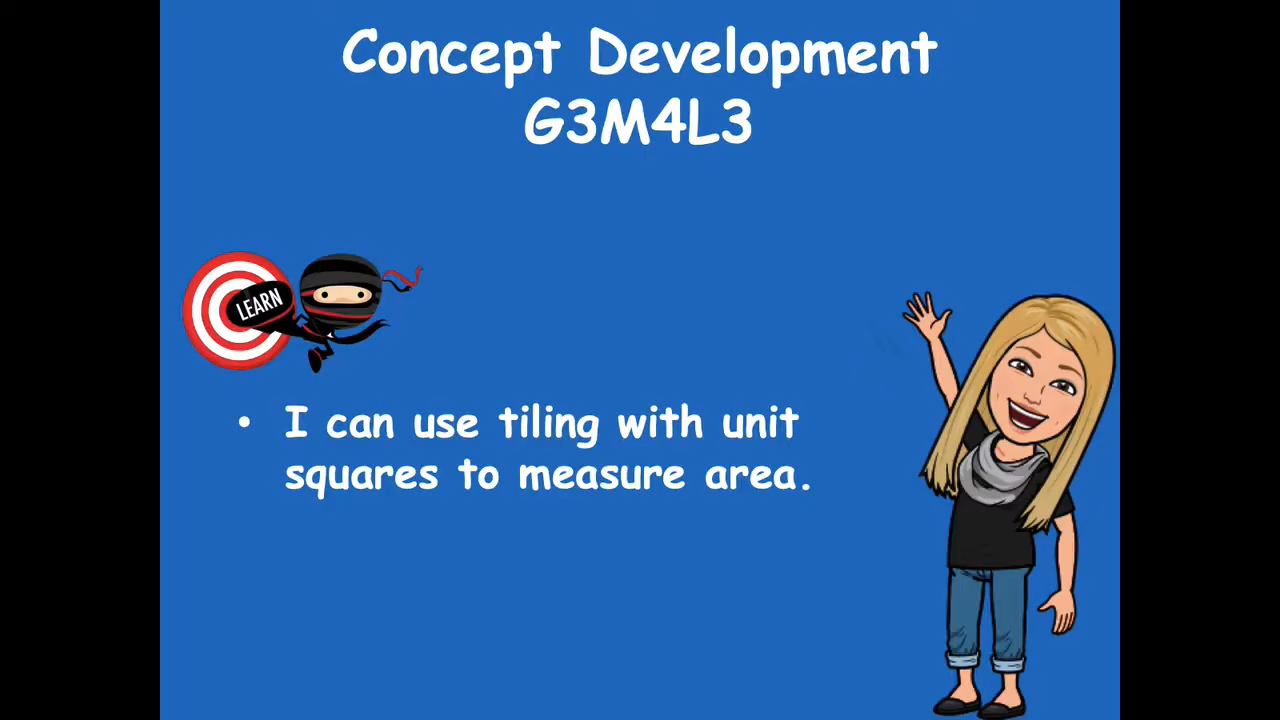 Concept Development
G3M4L3
LEARN
• I can use tiling with unit
squares to measure area.